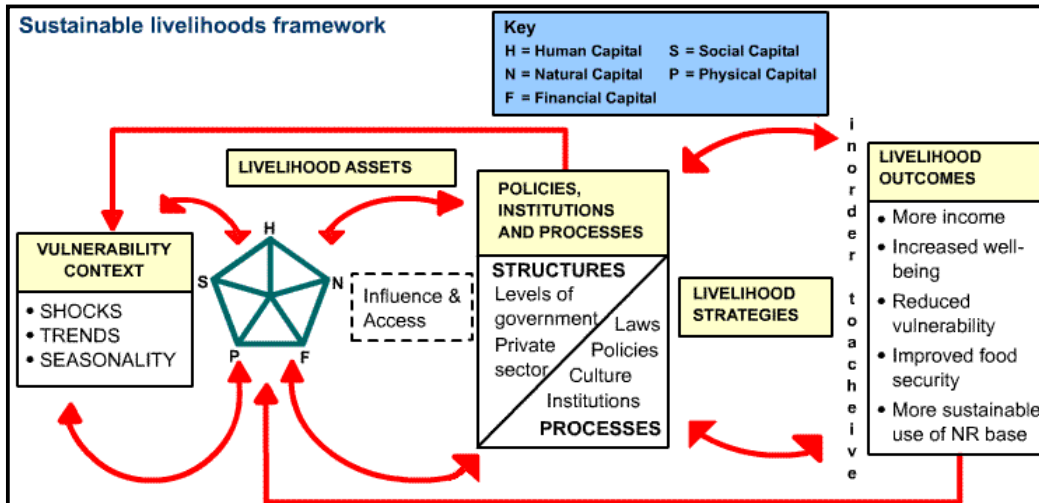 Sustainable livelihoods framework
Key
H = Human Capital S = Social Capital
N = Natural Capital P = Physical Capital
F = Financial Capital
LIVELIHOOD ASSETS
VULNERABILITY
CONTEXT
• SHOCKS
• TRENDS
• SEASONALITY
H
S
N
P
F
Influence &
Access
POLICIES,
INSTITUTIONS
AND PROCESSES
STRUCTURES
Levels of
government
Private
sector
Laws
Policies
Culture
Institutions
PROCESSES
LIVELIHOOD
STRATEGIES
inorder toacheive
LIVELIHOOD
OUTCOMES
• More income
• Increased well-
being
• Reduced
vulnerability
• Improved food
security
• More sustainable
use of NR base